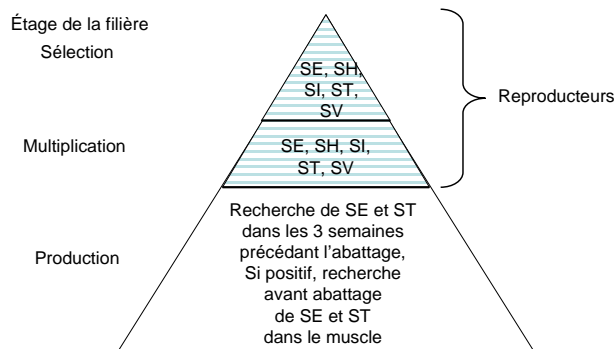 Étage de la filière
Sélection
SE, SH,
SI, ST,
SV
Reproducteurs
Multiplication
SE, SH, SI,
ST, SV
Production
Recherche de SE et ST
dans les 3 semaines
précédant l'abattage,
Si positif, recherche
avant abattage
de SE et ST
dans le muscle